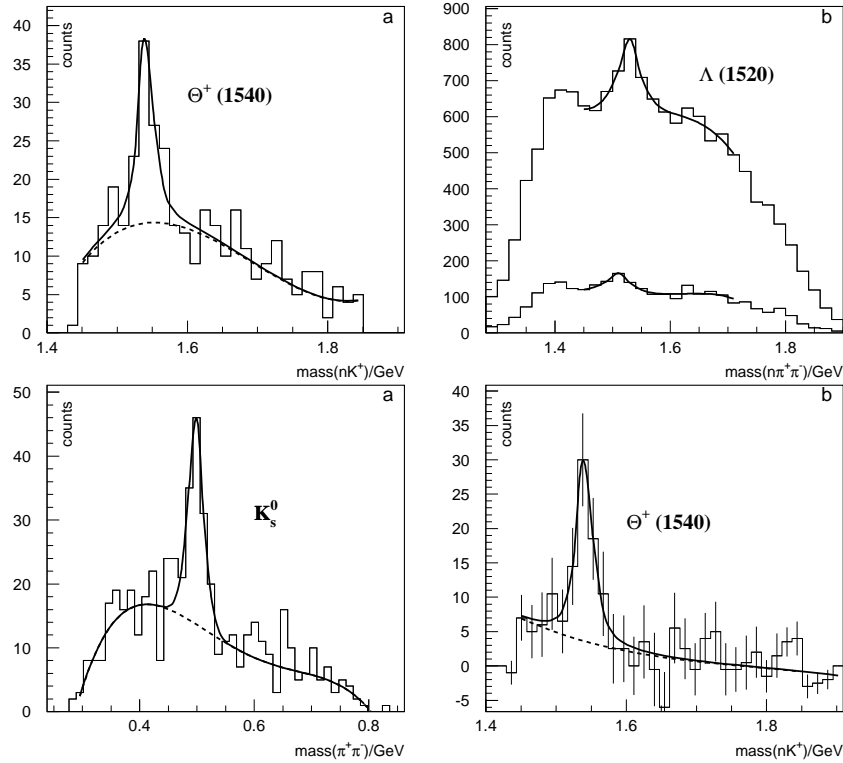 a
counts
Θ⁺ (1540)
40
35
30
25
20
15
10
5
0
1.4
1.6
1.8
mass(nK⁺)/GeV
b
counts
Λ (1520)
900
800
700
600
500
400
300
200
100
0
1.4
1.6
1.8
mass(nπ⁺π⁻)/GeV
a
counts
K⁰ₛ
50
40
30
20
10
0
0.4
0.6
0.8
mass(π⁺π⁻)/GeV
b
counts
Θ⁺ (1540)
40
35
30
25
20
15
10
5
0
-5
1.4
1.6
1.8
mass(nK⁺)/GeV